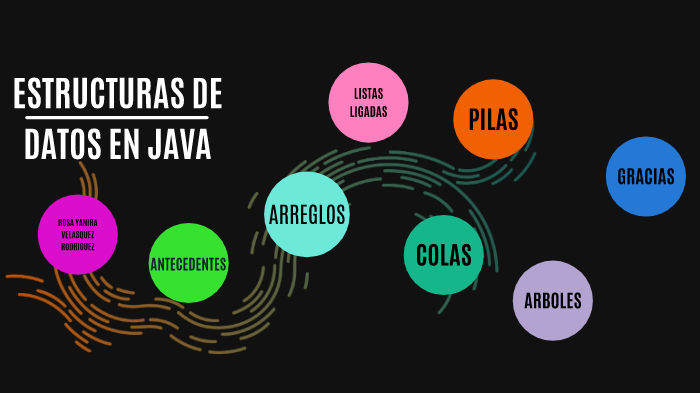 ESTRUCTURAS DE
DATOS EN JAVA
ROSA YANIRA
VELASQUEZ
RODRIGUEZ
ANTECEDENTES
ARREGLOS
LISTAS
LIGADAS
PILAS
COLAS
ARBOLES
GRACIAS